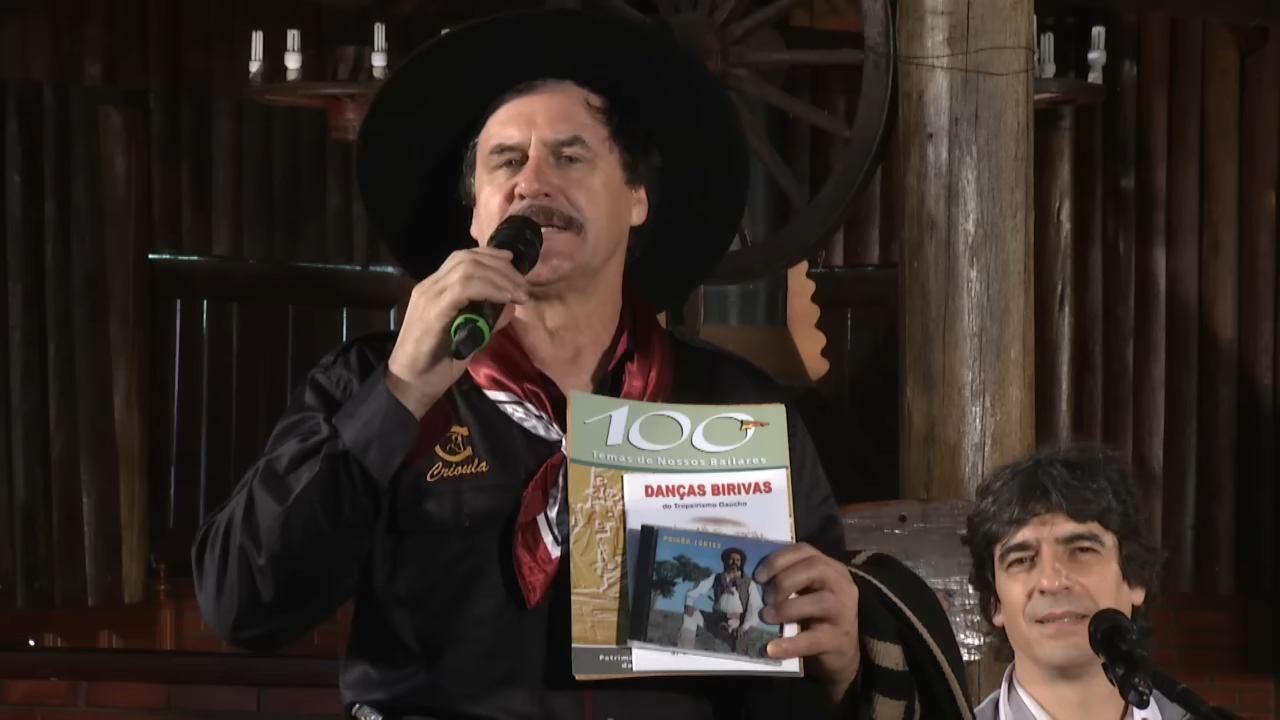 Crioula
100
Temas de Nossos Bailares
DANÇAS BIRIVAS
do Tropeirismo Gaúcho